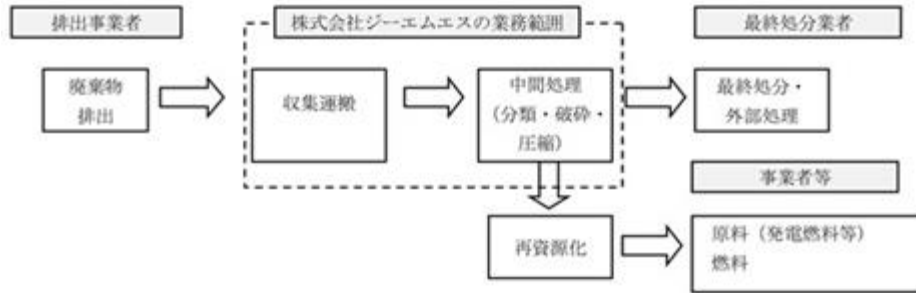 排出事業者
株式会社ジーエムエスの業務範囲
最終処分業者
廃棄物
排出
収集運搬
中間処理
（分類・破砕・
圧縮）
最終処分・
外部処理
事業者等
再資源化
原料（発電燃料等）
燃料